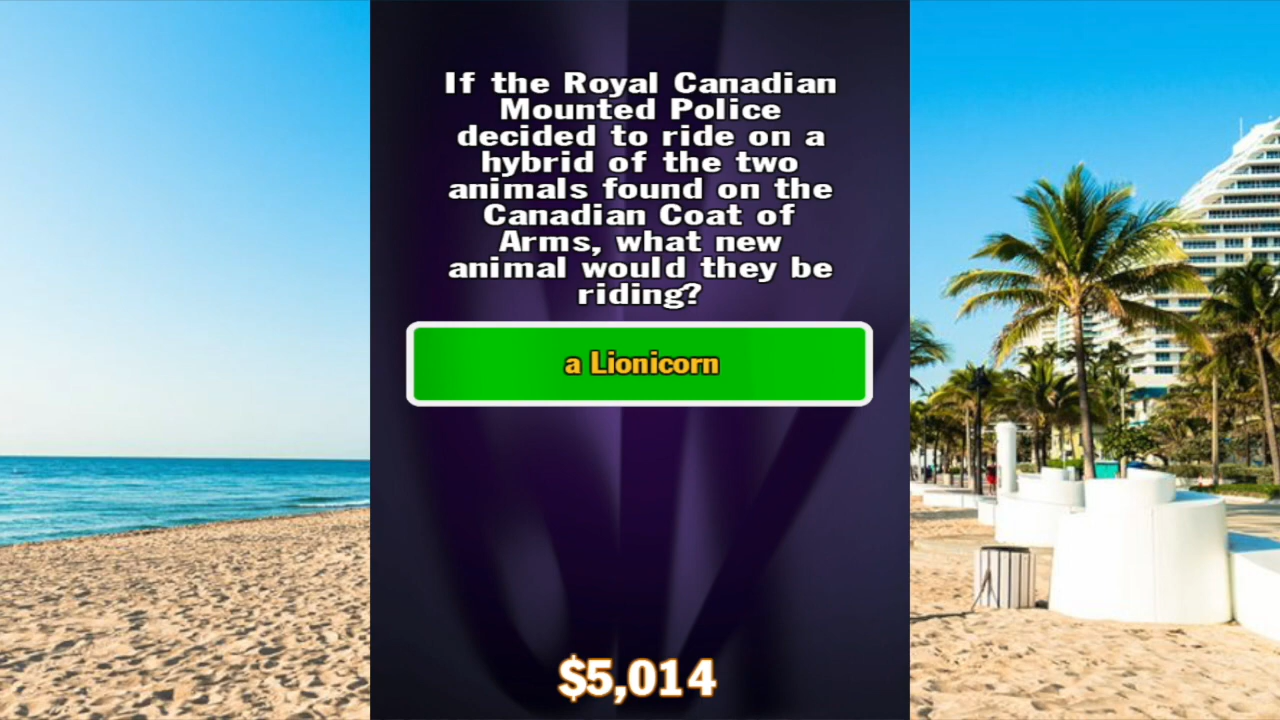 If the Royal Canadian
Mounted Police
decided to ride on a
hybrid of the two
animals found on the
Canadian Coat of
Arms, what new
animal would they be
riding?
a Lionicorn
$5,014